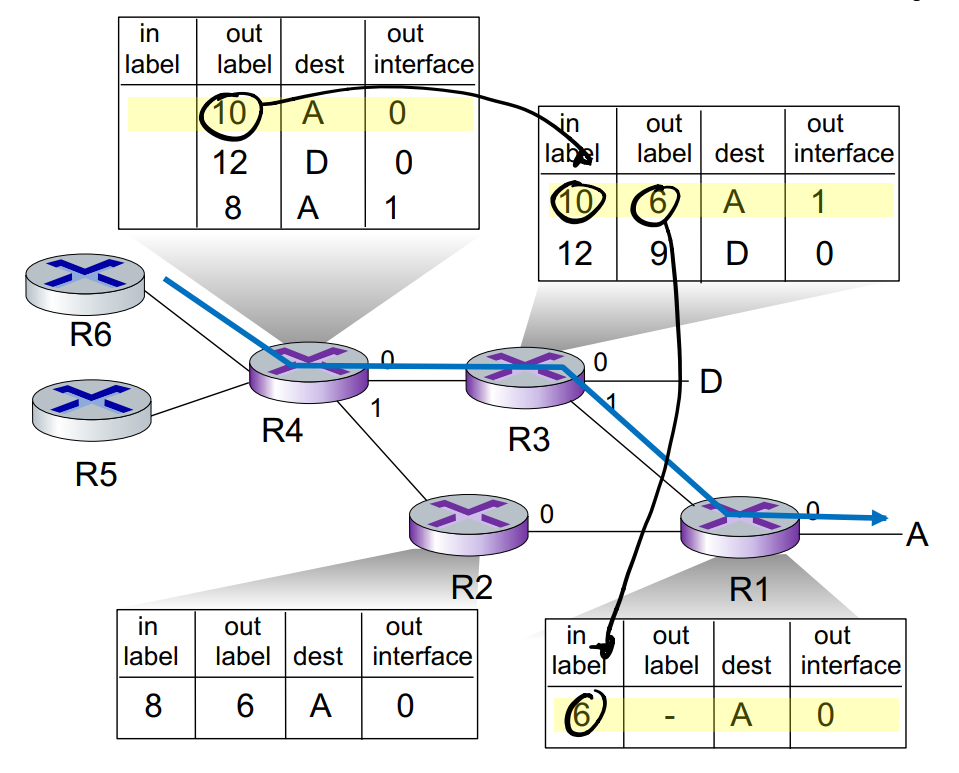 in out out
label label dest interface
10 A 0
12 D 0
8 A 1
in out out
label label dest interface
10 6 A 1
12 9 D 0
R6
0
0
D
1
1
R4
R3
R5
0
0
A
R2
R1
in out out
label label dest interface
8 6 A 0
in out out
label label dest interface
6 - A 0